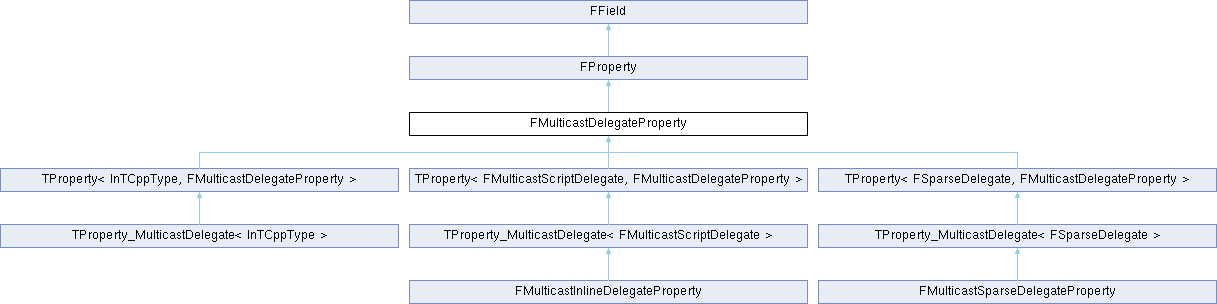 FField
FProperty
FMulticastDelegateProperty
TProperty< InTCppType, FMulticastDelegateProperty >
TProperty< FMulticastScriptDelegate, FMulticastDelegateProperty >
TProperty< FSparseDelegate, FMulticastDelegateProperty >
TProperty_MulticastDelegate< InTCppType >
TProperty_MulticastDelegate< FMulticastScriptDelegate >
TProperty_MulticastDelegate< FSparseDelegate >
FMulticastInlineDelegateProperty
FMulticastSparseDelegateProperty